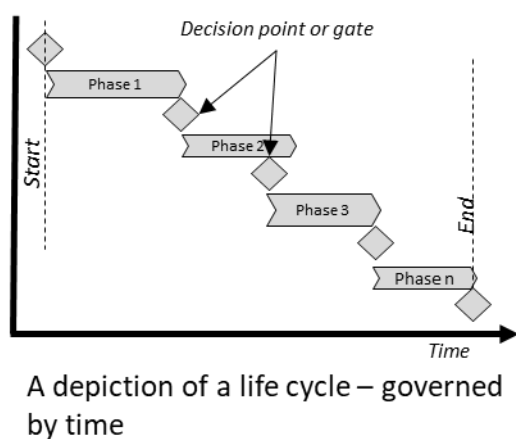 Decision point or gate
Phase 1
Phase 2
Start
Phase 3
End
Phase n
Time
A depiction of a life cycle – governed
by time